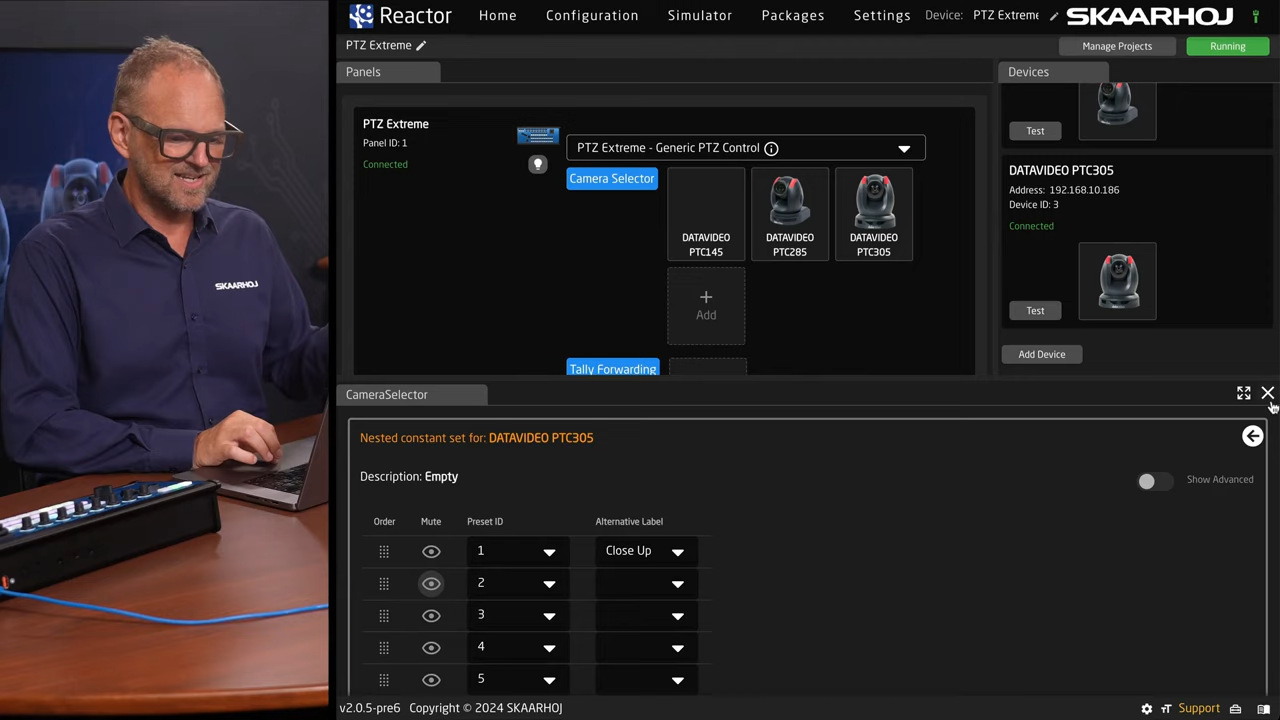 Reactor
Home Configuration Simulator Packages Settings Device: PTZ Extreme SKAARHOJ
PTZ Extreme
Manage Projects Running
Panels
PTZ Extreme
Panel ID: 1
Connected
PTZ Extreme - Generic PTZ Control
Camera Selector
DATAVIDEO
PTC145
DATAVIDEO
PTC285
DATAVIDEO
PTC305
+
Add
Tally Forwarding
Devices
Test
DATAVIDEO PTC305
Address: 192.168.10.186
Device ID: 3
Connected
Test
Add Device
CameraSelector
Nested constant set for: DATAVIDEO PTC305
Description: Empty
Show Advanced
Order Mute Preset ID Alternative Label
1 Close Up
2
3
4
5
v2.0.5-pre6 Copyright © 2024 SKAARHOJ
Support
SKAARHOJ